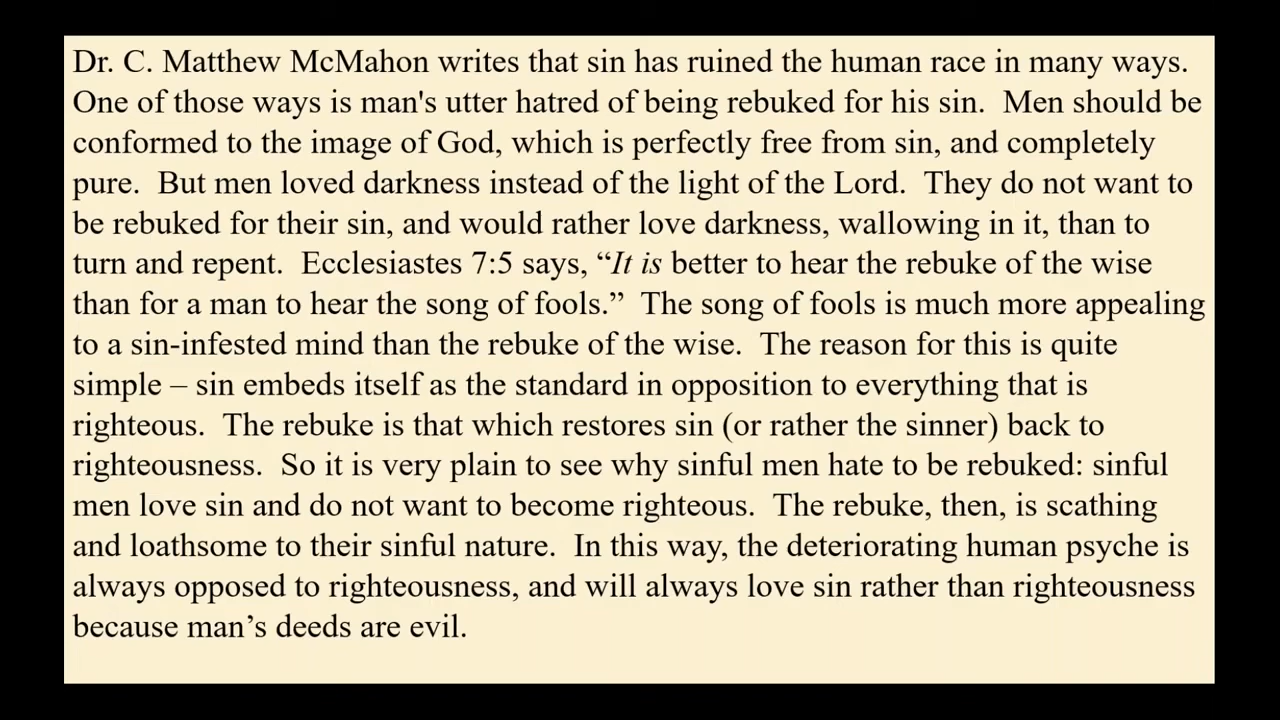 Dr. C. Matthew McMahon writes that sin has ruined the human race in many ways.
One of those ways is man's utter hatred of being rebuked for his sin.  Men should be
conformed to the image of God, which is perfectly free from sin, and completely
pure.  But men loved darkness instead of the light of the Lord.  They do not want to
be rebuked for their sin, and would rather love darkness, wallowing in it, than to
turn and repent.  Ecclesiastes 7:5 says, “It is better to hear the rebuke of the wise
than for a man to hear the song of fools.”  The song of fools is much more appealing
to a sin-infested mind than the rebuke of the wise.  The reason for this is quite
simple – sin embeds itself as the standard in opposition to everything that is
righteous.  The rebuke is that which restores sin (or rather the sinner) back to
righteousness.  So it is very plain to see why sinful men hate to be rebuked: sinful
men love sin and do not want to become righteous.  The rebuke, then, is scathing
and loathsome to their sinful nature.  In this way, the deteriorating human psyche is
always opposed to righteousness, and will always love sin rather than righteousness
because man’s deeds are evil.